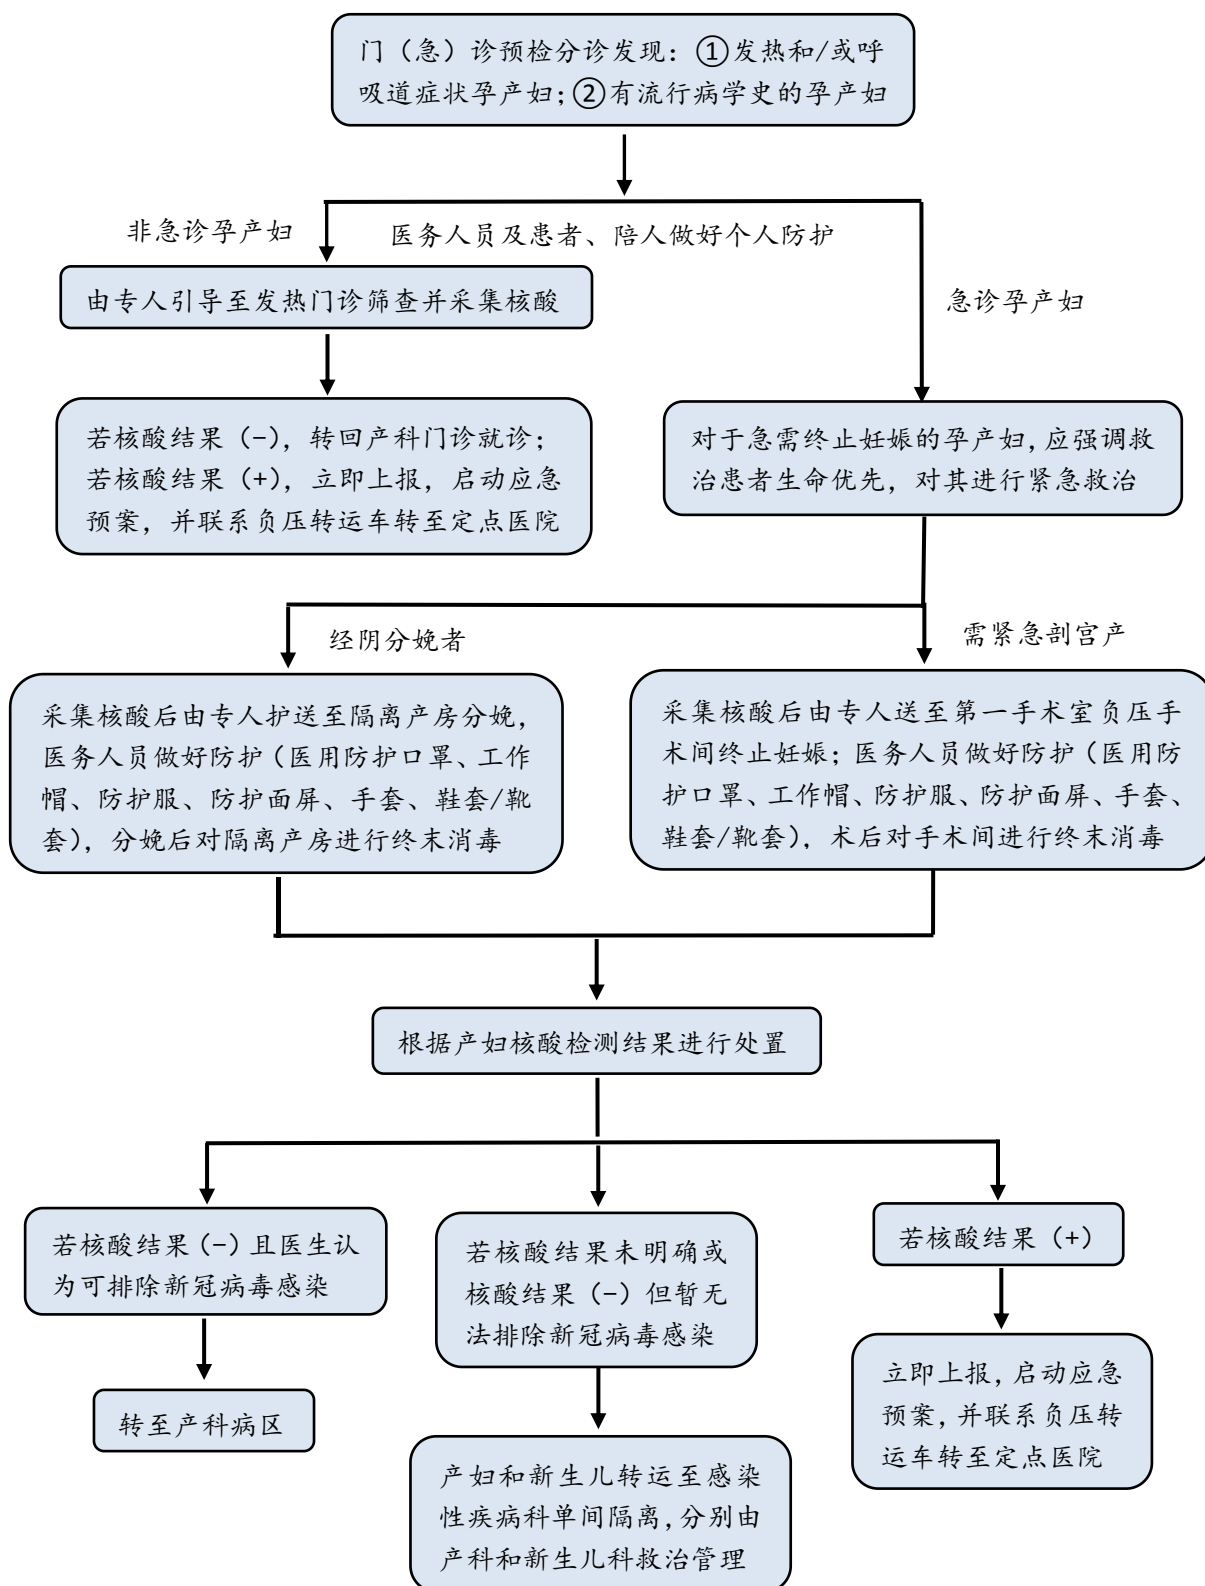 门（急）诊预检分诊发现：①发热和/或呼
吸道症状孕产妇；②有流行病学史的孕产妇
非急诊孕产妇
医务人员及患者、陪人做好个人防护
由专人引导至发热门诊筛查并采集核酸
急诊孕产妇
若核酸结果（-），转回产科门诊就诊；
若核酸结果（+），立即上报，启动应急
预案，并联系负压转运车转至定点医院
对于急需终止妊娠的孕产妇，应强调救
治患者生命优先，对其进行紧急救治
经阴分娩者
需紧急剖宫产
采集核酸后由专人护送至隔离产房分娩，
医务人员做好防护（医用防护口罩、工作
帽、防护服、防护面屏、手套、鞋套/靴
套），分娩后对隔离产房进行终末消毒
采集核酸后由专人送至第一手术室负压手
术间终止妊娠；医务人员做好防护（医用防
护口罩、工作帽、防护服、防护面屏、手套、
鞋套/靴套），术后对手术间进行终末消毒
根据产妇核酸检测结果进行处置
若核酸结果（-）且医生认
为可排除新冠病毒感染
转至产科病区
若核酸结果未明确或
核酸结果（-）但暂无
法排除新冠病毒感染
产妇和新生儿转运至感染
性疾病科单间隔离，分别由
产科和新生儿科救治管理
若核酸结果（+）
立即上报，启动应急
预案，并联系负压转
运车转至定点医院